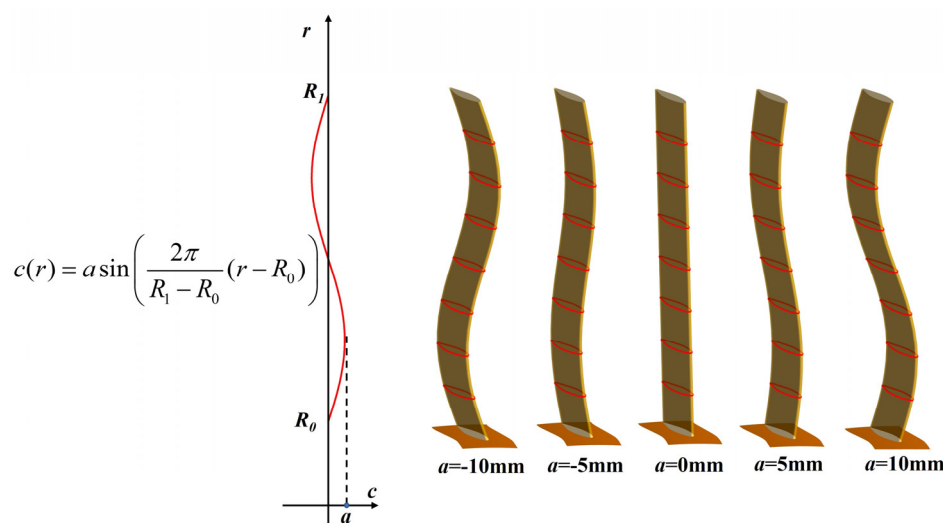 r
R₁
c(r) = a sin( 2π / (R₁ − R₀) (r − R₀) )
R₀
c
a
a=-10mm a=-5mm a=0mm a=5mm a=10mm